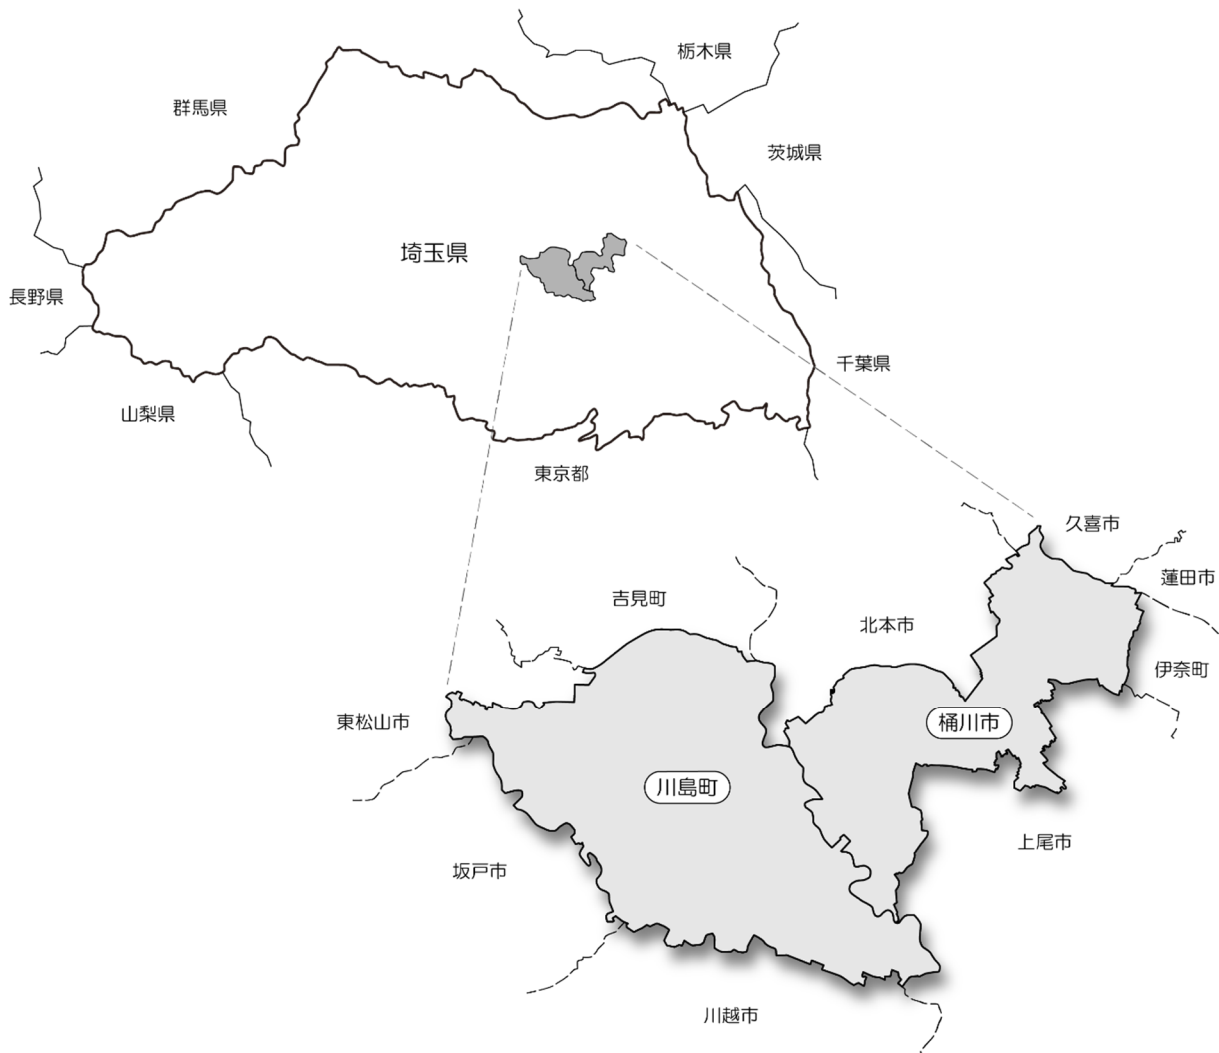 栃木県
群馬県
茨城県
埼玉県
長野県
千葉県
山梨県
東京都
久喜市
蓮田市
吉見町
北本市
伊奈町
東松山市
桶川市
川島町
上尾市
坂戸市
川越市